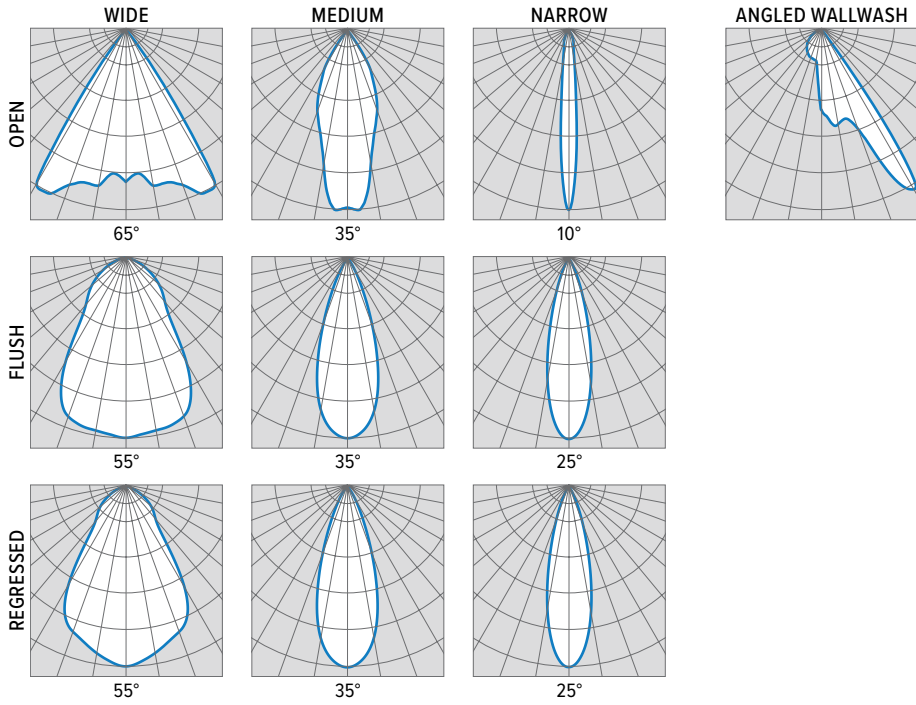 WIDE MEDIUM NARROW ANGLED WALLWASH
OPEN
65° 35° 10°
FLUSH
55° 35° 25°
REGRESSED
55° 35° 25°